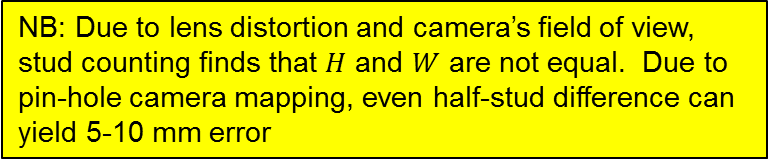 NB: Due to lens distortion and camera’s field of view,
stud counting finds that H and W are not equal.  Due to
pin-hole camera mapping, even half-stud difference can
yield 5-10 mm error